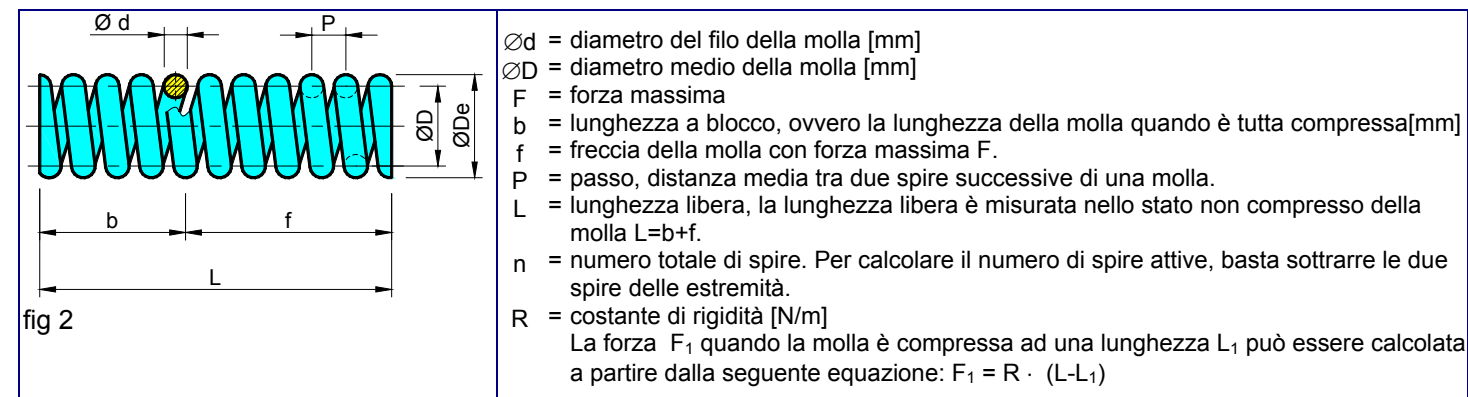 Ø d
P
ØD
ØDe
b
f
L
fig 2
∅d = diametro del filo della molla [mm]
∅D = diametro medio della molla [mm]
F = forza massima
b = lunghezza a blocco, ovvero la lunghezza della molla quando è tutta compressa[mm]
f = freccia della molla con forza massima F.
P = passo, distanza media tra due spire successive di una molla.
L = lunghezza libera, la lunghezza libera è misurata nello stato non compresso della
molla L=b+f.
n = numero totale di spire. Per calcolare il numero di spire attive, basta sottrarre le due
spire delle estremità.
R = costante di rigidità [N/m]
La forza F₁ quando la molla è compressa ad una lunghezza L₁ può essere calcolata
a partire dalla seguente equazione: F₁ = R · (L-L₁)